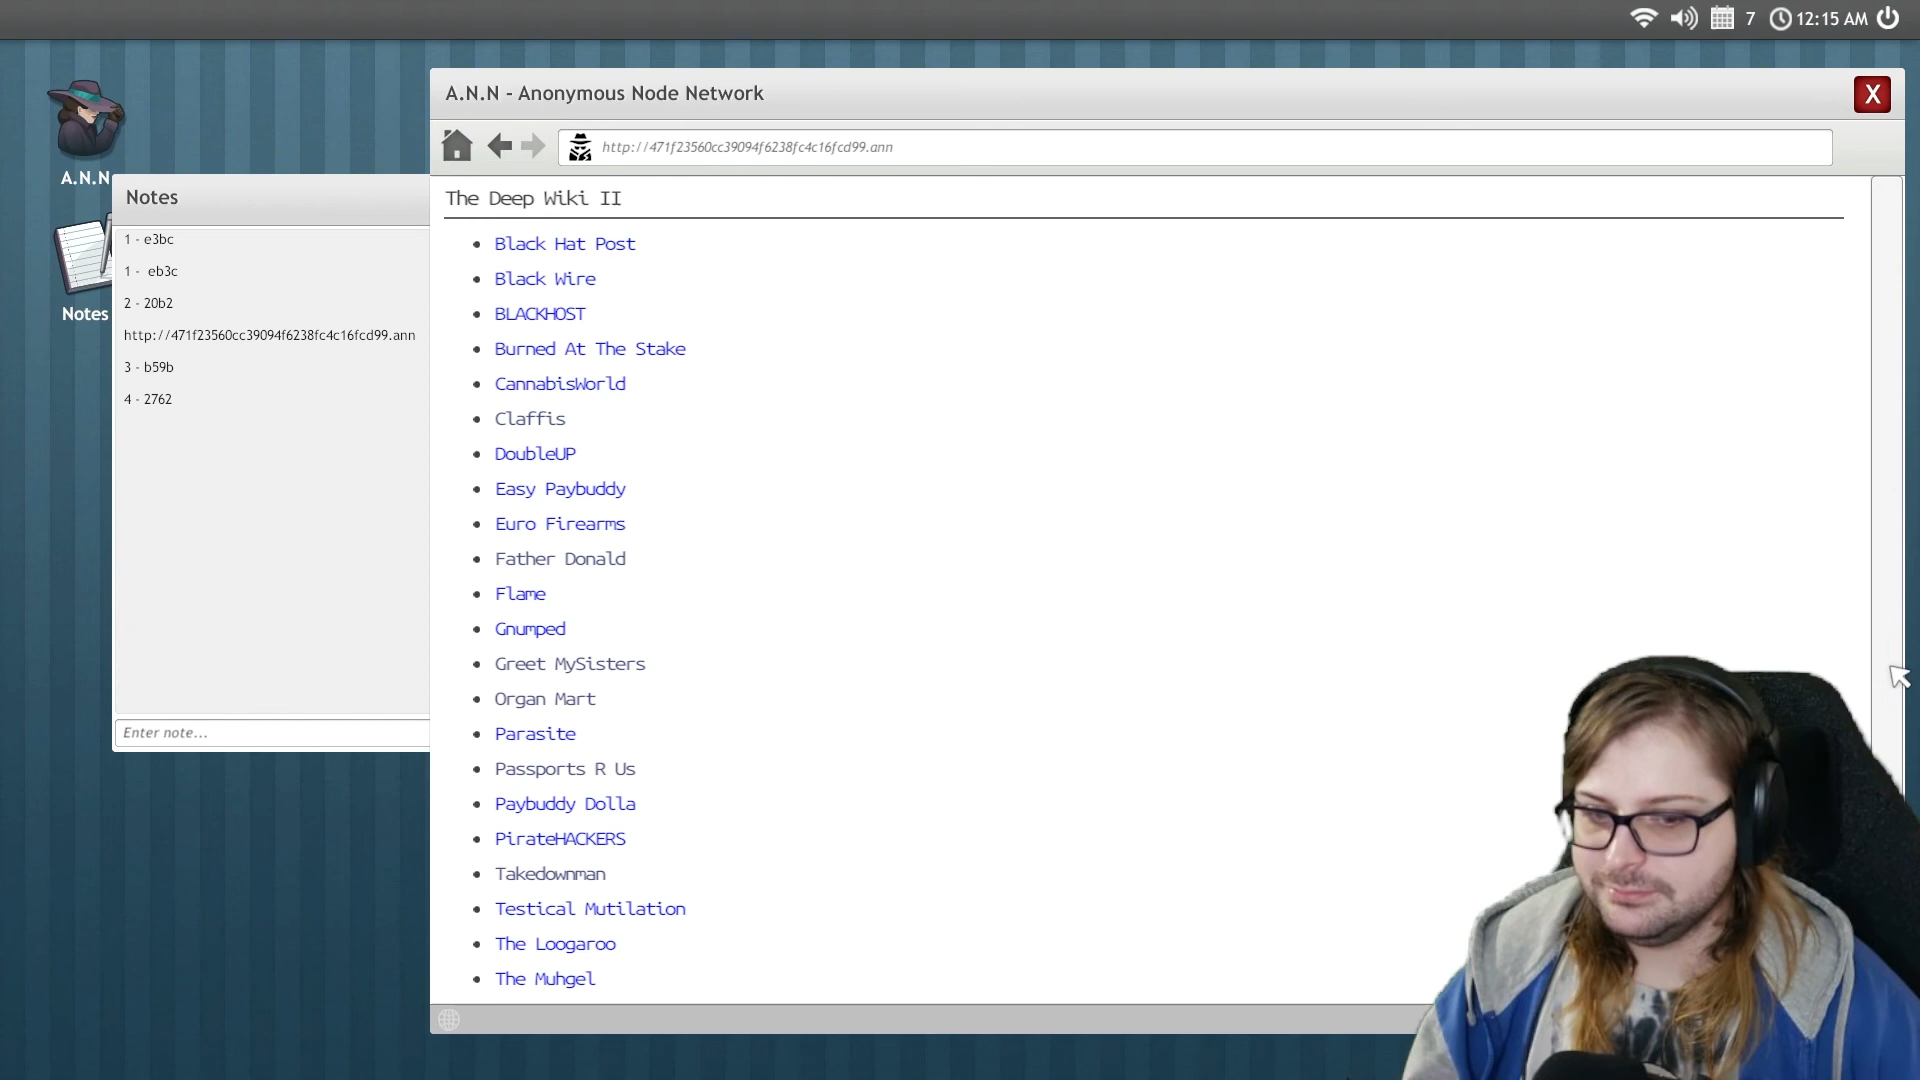 7 12:15 AM
A.N.N
Notes
Notes
1 - e3bc
1 -  eb3c
2 - 20b2
http://471f23560cc39094f6238fc4c16fcd99.ann
3 - b59b
4 - 2762
Enter note...
A.N.N - Anonymous Node Network
X
http://471f23560cc39094f6238fc4c16fcd99.ann
The Deep Wiki II
Black Hat Post
Black Wire
BLACKHOST
Burned At The Stake
CannabisWorld
Claffis
DoubleUP
Easy Paybuddy
Euro Firearms
Father Donald
Flame
Gnumped
Greet MySisters
Organ Mart
Parasite
Passports R Us
Paybuddy Dolla
PirateHACKERS
Takedownman
Testical Mutilation
The Loogaroo
The Muhgel